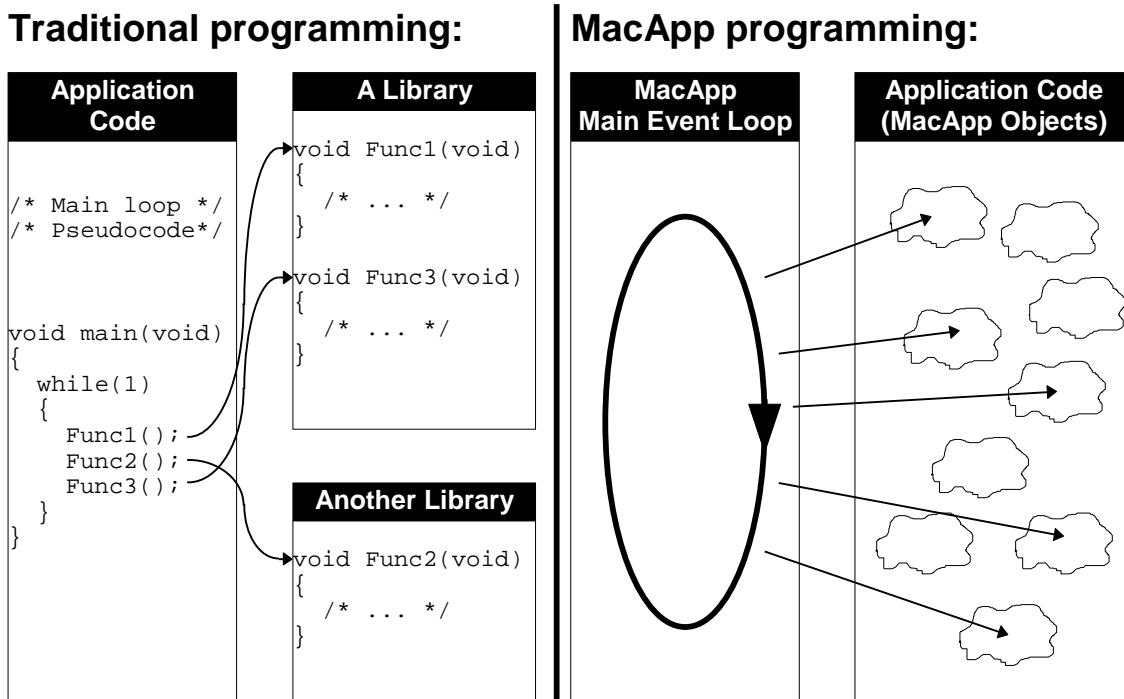 Traditional programming:
Application
Code
/* Main loop */
/* Pseudocode*/
void main(void)
{
while(1)
{
Func1();
Func2();
Func3();
}
}
A Library
void Func1(void)
{
/* ... */
}
void Func3(void)
{
/* ... */
}
Another Library
void Func2(void)
{
/* ... */
}
MacApp programming:
MacApp
Main Event Loop
Application Code
(MacApp Objects)